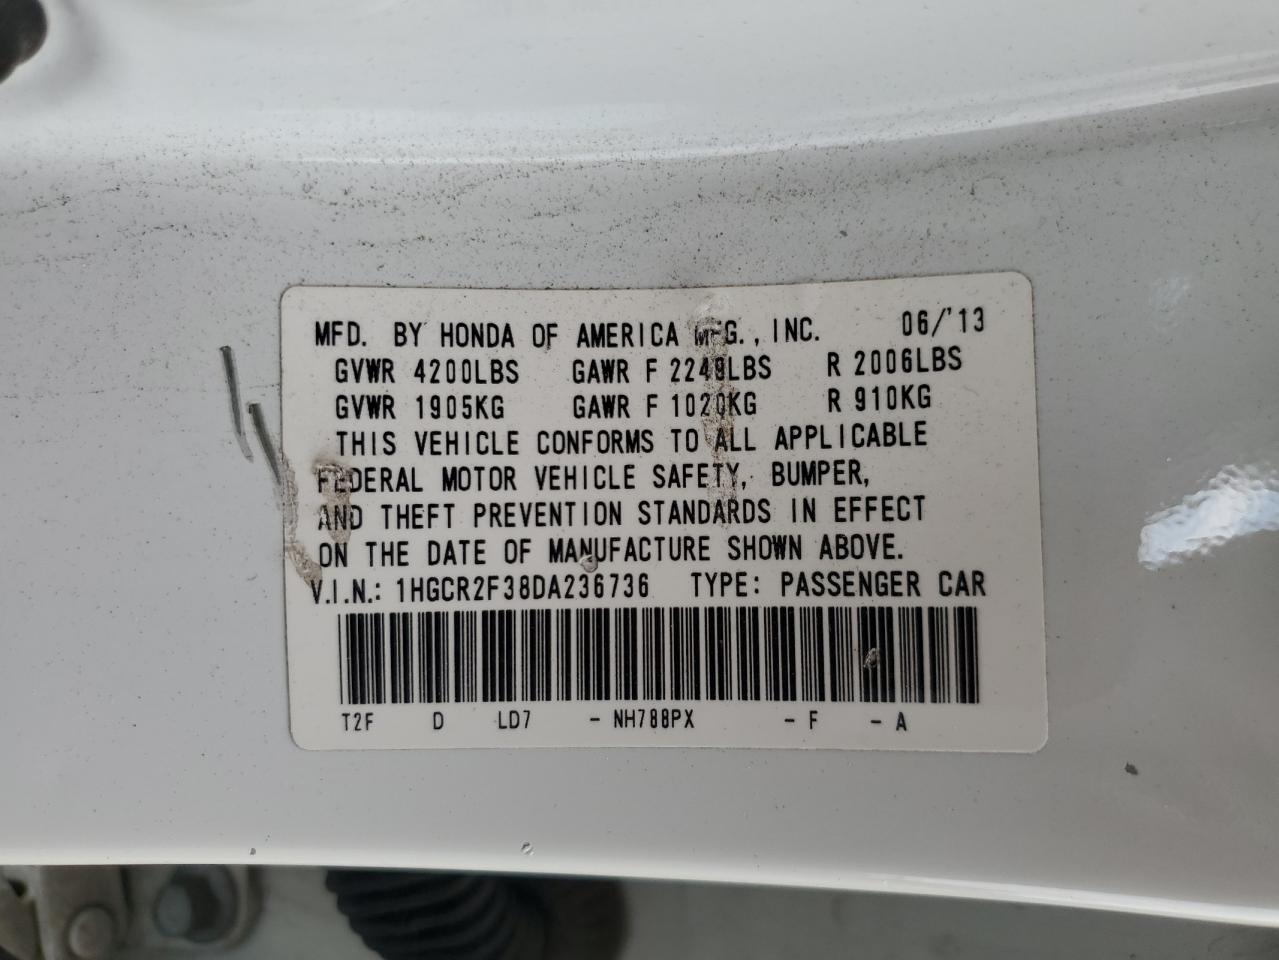 MFD. BY HONDA OF AMERICA MFG., INC. 06/'13
GVWR 4200LBS GAWR F 2249LBS R 2006LBS
GVWR 1905KG GAWR F 1020KG R 910KG
THIS VEHICLE CONFORMS TO ALL APPLICABLE
FEDERAL MOTOR VEHICLE SAFETY, BUMPER,
AND THEFT PREVENTION STANDARDS IN EFFECT
ON THE DATE OF MANUFACTURE SHOWN ABOVE.
V.I.N.: 1HGCR2F38DA236736 TYPE: PASSENGER CAR
T2F D LD7 - NH788PX - F - A